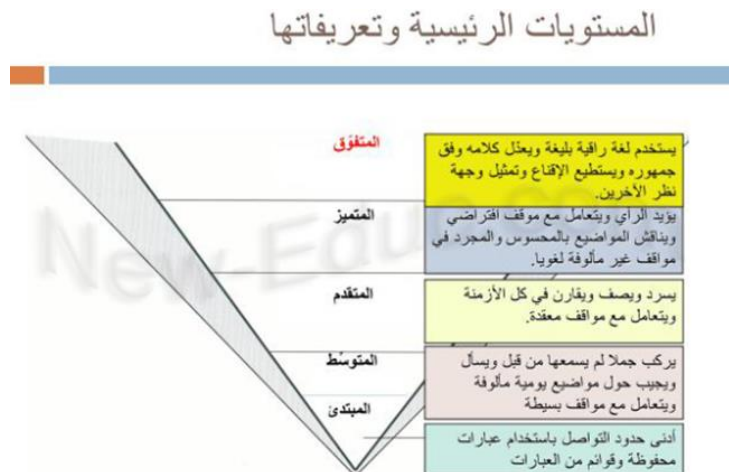 المستويات الرئيسية وتعريفاتها
المتفوّق
يستخدم لغة راقية بليغة ويعدّل كلامه وفق
جمهوره ويستطيع الإقناع وتمثيل وجهة
نظر الآخرين.
المتميز
يؤيد الرأي ويتعامل مع موقف افتراضي
ويناقش المواضيع بالمحسوس والمجرد في
مواقف غير مألوفة لغويا.
المتقدم
يسرد ويصف ويقارن في كل الأزمنة
ويتعامل مع مواقف معقدة.
المتوسّط
يركب جملا لم يسمعها من قبل ويسأل
ويجيب حول مواضيع يومية مألوفة
ويتعامل مع مواقف بسيطة
المبتدئ
أدنى حدود التواصل باستخدام عبارات
محفوظة وقوائم من العبارات